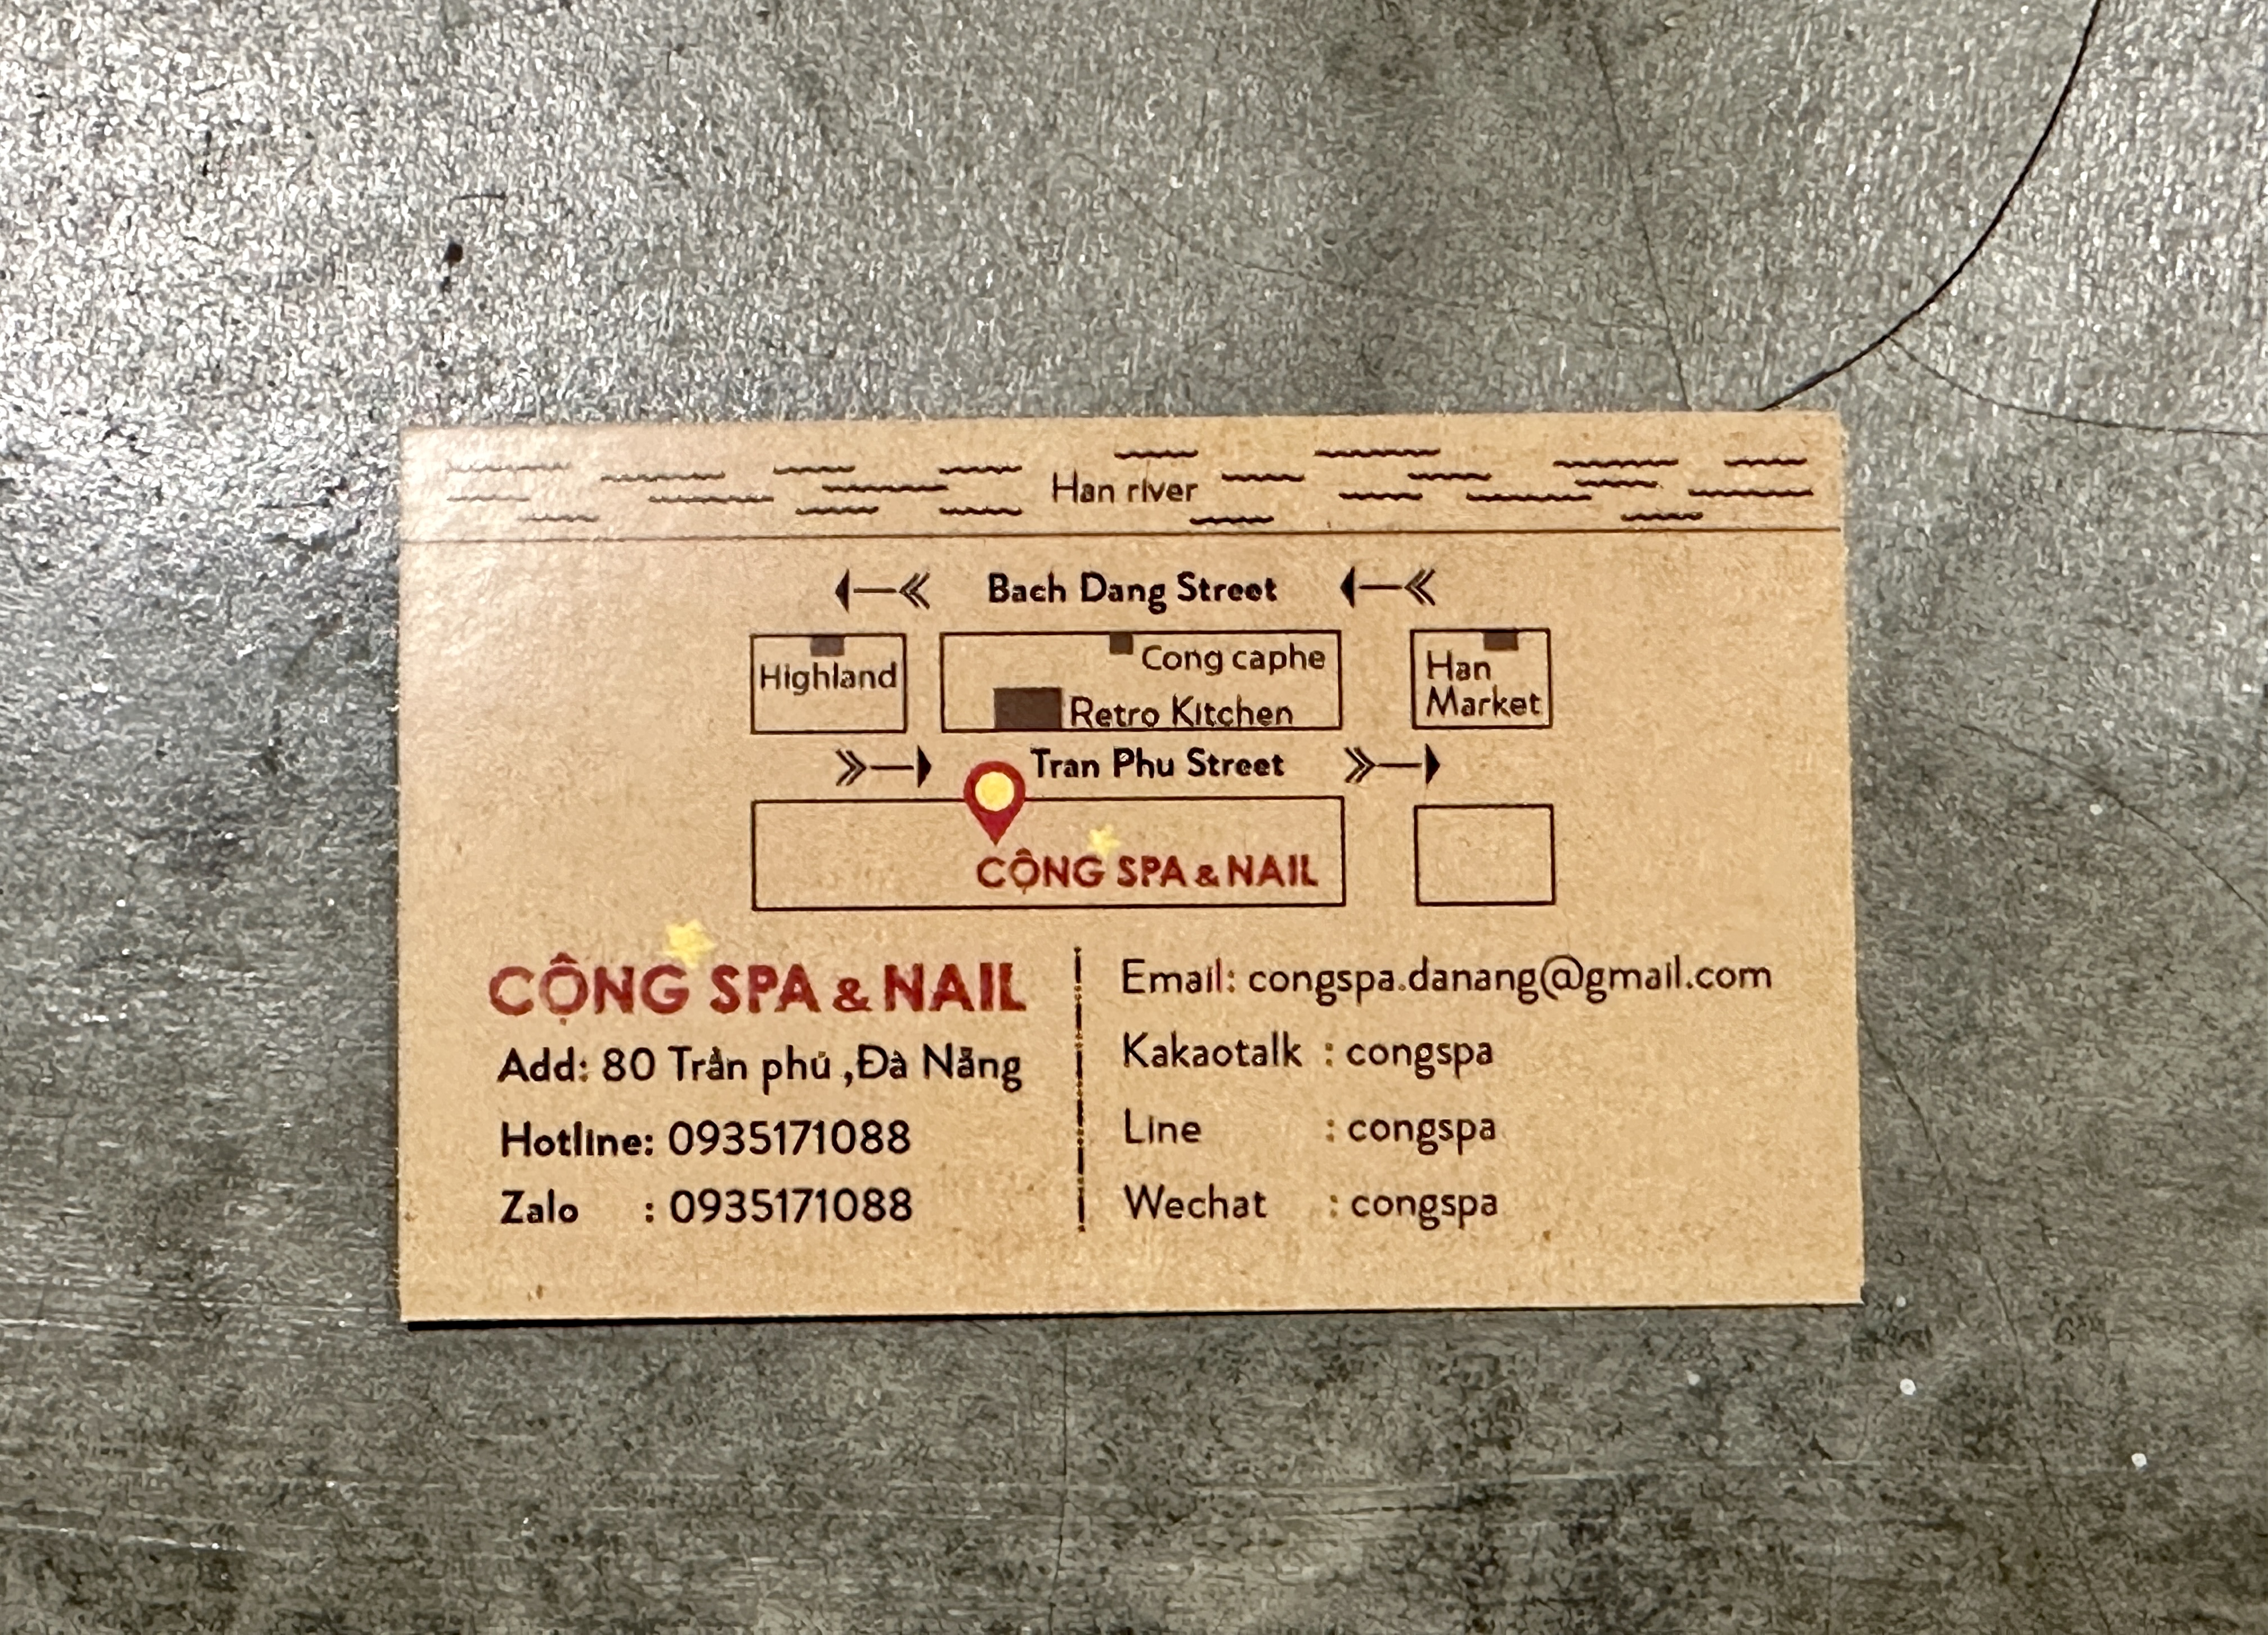 Han river
Bach Dang Street
Highland
Cong caphe
Retro Kitchen
Han
Market
Tran Phu Street
CỘNG SPA & NAIL
CỘNG SPA & NAIL
Add: 80 Trần phú ,Đà Nẵng
Hotline: 0935171088
Zalo : 0935171088
Email: congspa.danang@gmail.com
Kakaotalk : congspa
Line : congspa
Wechat : congspa